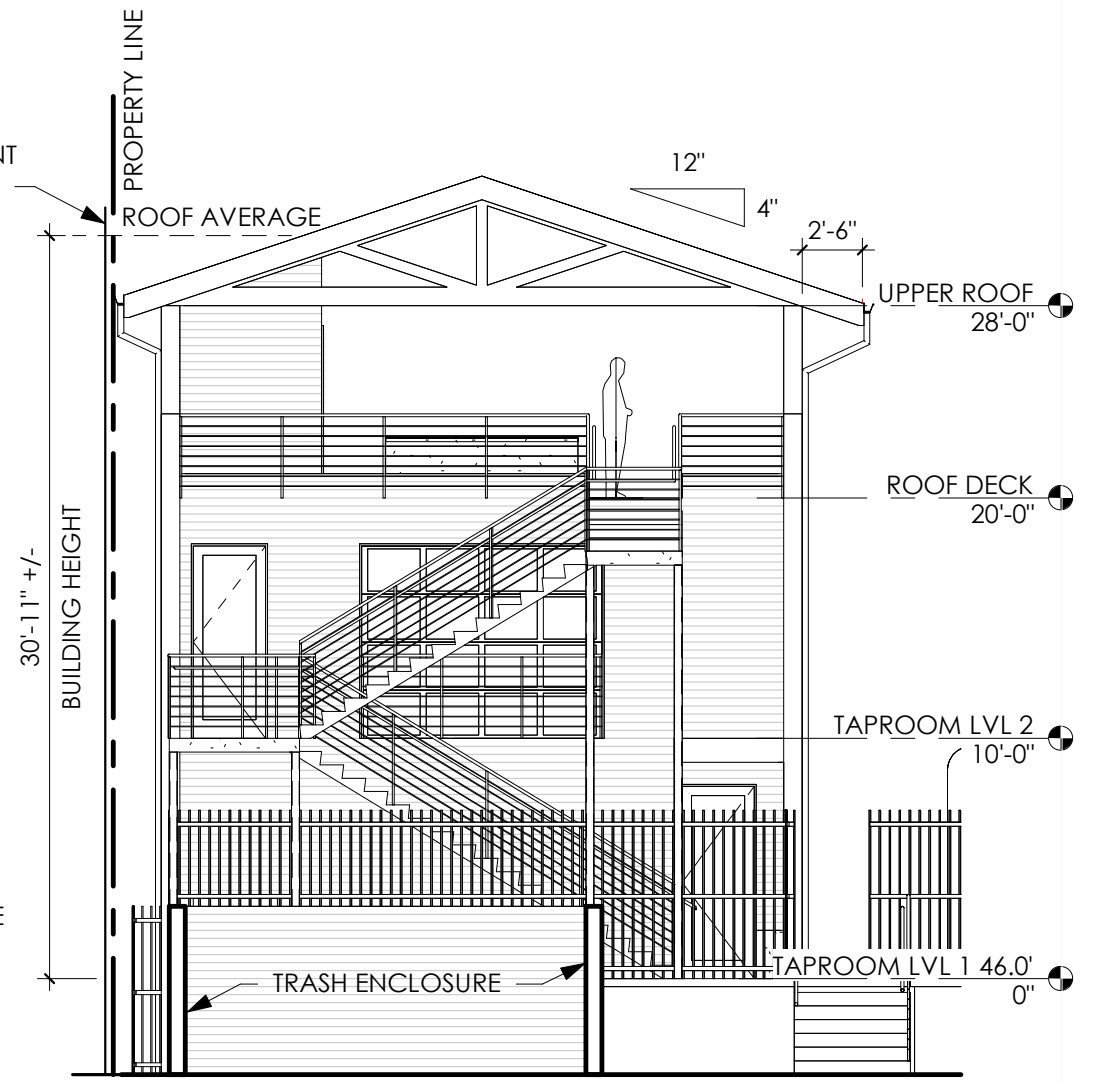 PROPERTY LINE
NT
ROOF AVERAGE
12"
4"
2'-6"
UPPER ROOF
28'-0"
ROOF DECK
20'-0"
30'-11" +/-
BUILDING HEIGHT
TAPROOM LVL 2
10'-0"
E
TRASH ENCLOSURE
TAPROOM LVL 1 46.0'
0"